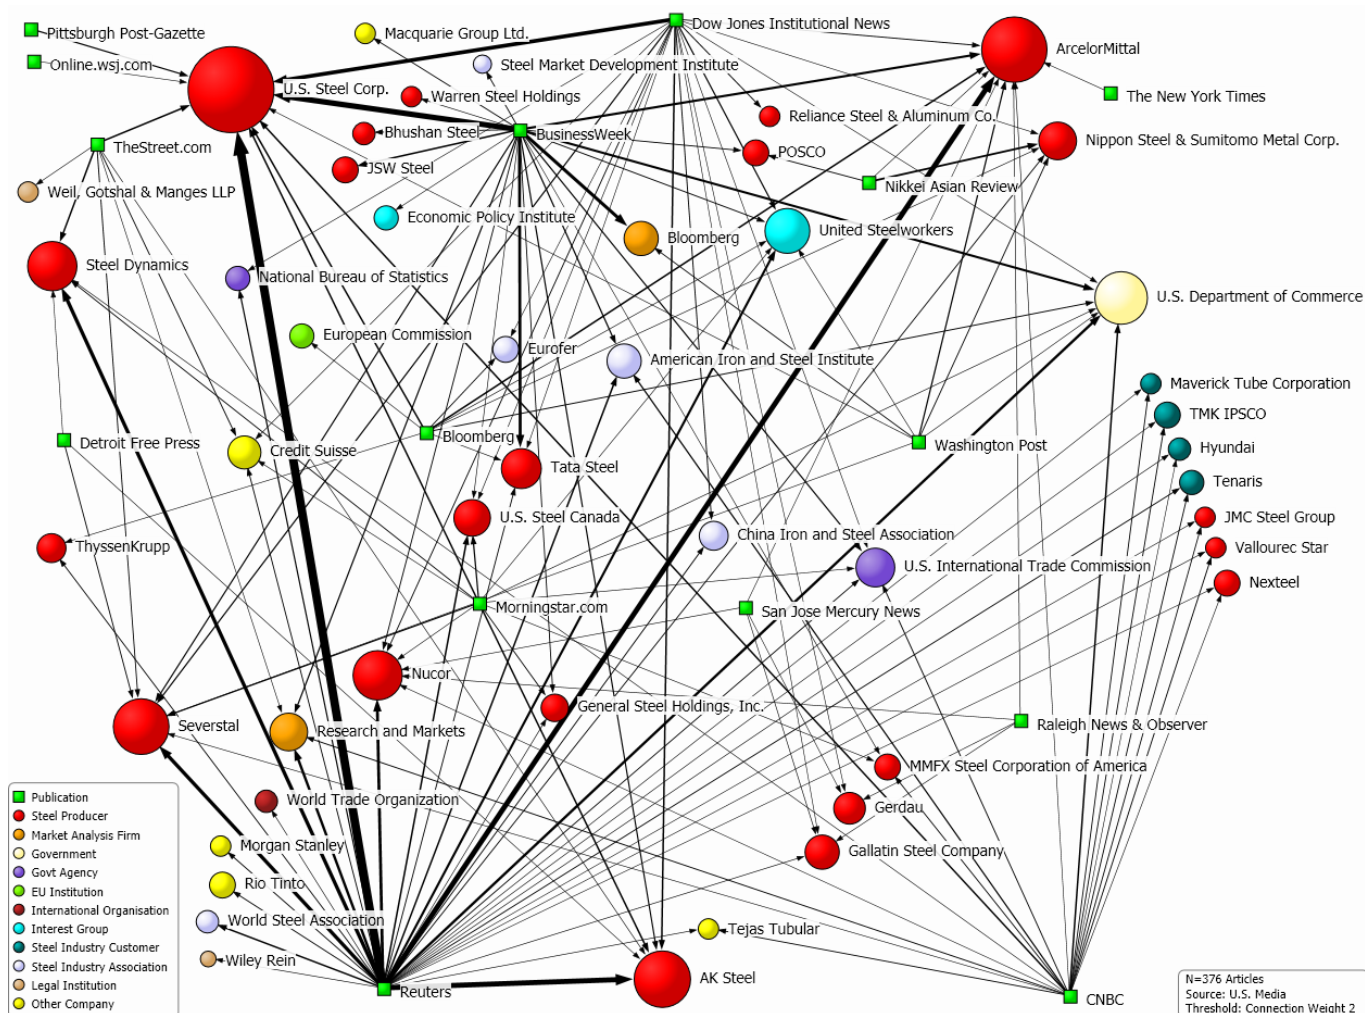 Pittsburgh Post-Gazette
Macquarie Group Ltd.
Dow Jones Institutional News
ArcelorMittal
Online.wsj.com
Steel Market Development Institute
U.S. Steel Corp.
Warren Steel Holdings
The New York Times
Reliance Steel & Aluminum Co.
Bhushan Steel
BusinessWeek
Nippon Steel & Sumitomo Metal Corp.
TheStreet.com
POSCO
JSW Steel
Weil, Gotshal & Manges LLP
Nikkei Asian Review
Economic Policy Institute
Bloomberg
United Steelworkers
Steel Dynamics
National Bureau of Statistics
U.S. Department of Commerce
European Commission
Eurofer
American Iron and Steel Institute
Maverick Tube Corporation
TMK IPSCO
Detroit Free Press
Bloomberg
Washington Post
Hyundai
Credit Suisse
Tata Steel
Tenaris
U.S. Steel Canada
JMC Steel Group
China Iron and Steel Association
ThyssenKrupp
Vallourec Star
U.S. International Trade Commission
Nexteel
Morningstar.com
San Jose Mercury News
Nucor
General Steel Holdings, Inc.
Severstal
Research and Markets
Raleigh News & Observer
MMFX Steel Corporation of America
World Trade Organization
Gerdau
Morgan Stanley
Gallatin Steel Company
Rio Tinto
World Steel Association
Tejas Tubular
Wiley Rein
AK Steel
Reuters
CNBC
Publication
Steel Producer
Market Analysis Firm
Government
Govt Agency
EU Institution
International Organisation
Interest Group
Steel Industry Customer
Steel Industry Association
Legal Institution
Other Company
N=376 Articles
Source: U.S. Media
Threshold: Connection Weight 2